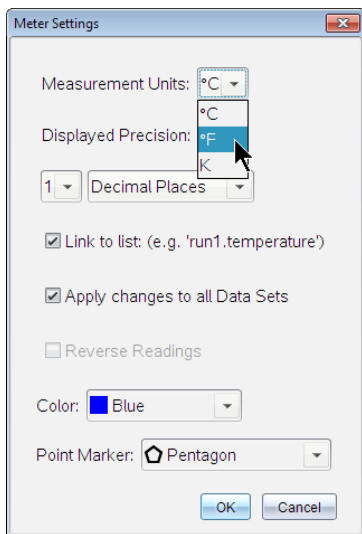 Meter Settings
Measurement Units: °C
°C
Displayed Precision:
°F
K
1 Decimal Places
Link to list: (e.g. 'run1.temperature')
Apply changes to all Data Sets
Reverse Readings
Color: Blue
Point Marker: Pentagon
OK Cancel